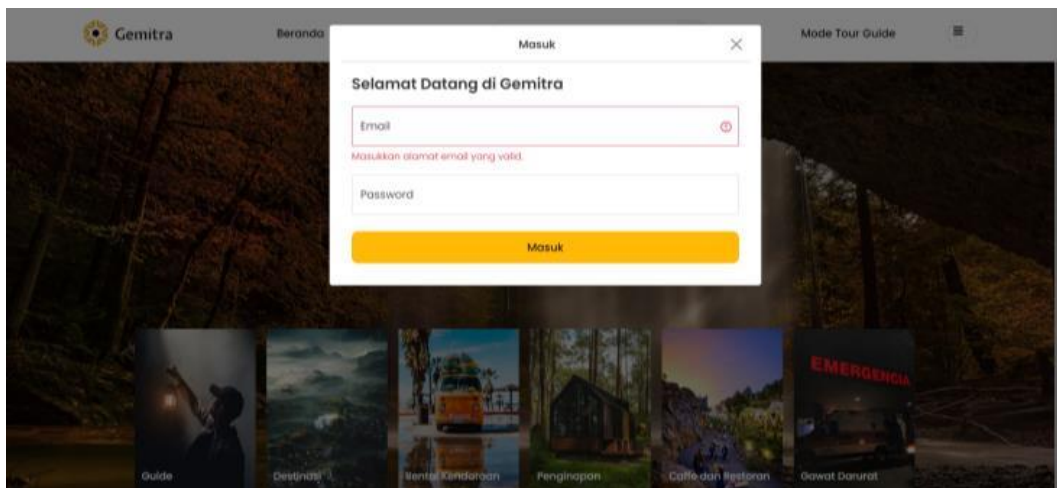 Gemitra
Beranda
Mode Tour Guide
Masuk
Selamat Datang di Gemitra
Email
Masukkan alamat email yang valid.
Password
Masuk
EMERGENCIA
Guide
Destinasi
Rental Kendaraan
Penginapan
Caffe dan Restoran
Gawat Darurat